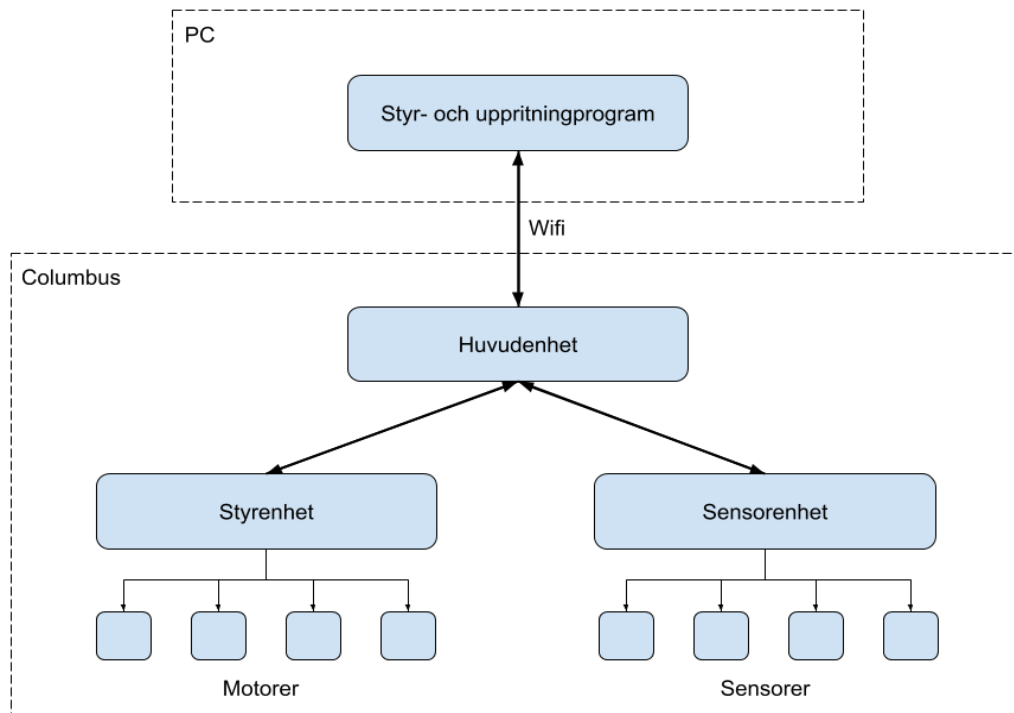 PC
Styr- och uppritningprogram
Wifi
Columbus
Huvudenhet
Styrenhet
Sensorenhet
Motorer
Sensorer